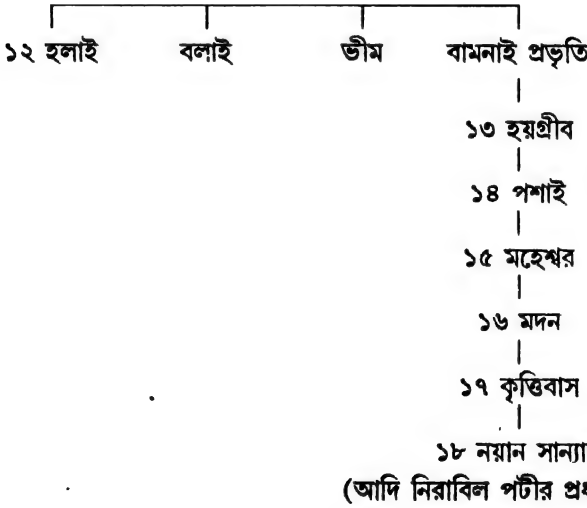 ১২ হলাই বলাই ভীম বামনাই প্রভৃতি
১৩ হয়গ্রীব
১৪ পশাই
১৫ মহেশ্বর
১৬ মদন
১৭ কৃত্তিবাস
১৮ নয়ান সান্যা
(আদি নিরাবিল পটীর প্রধ